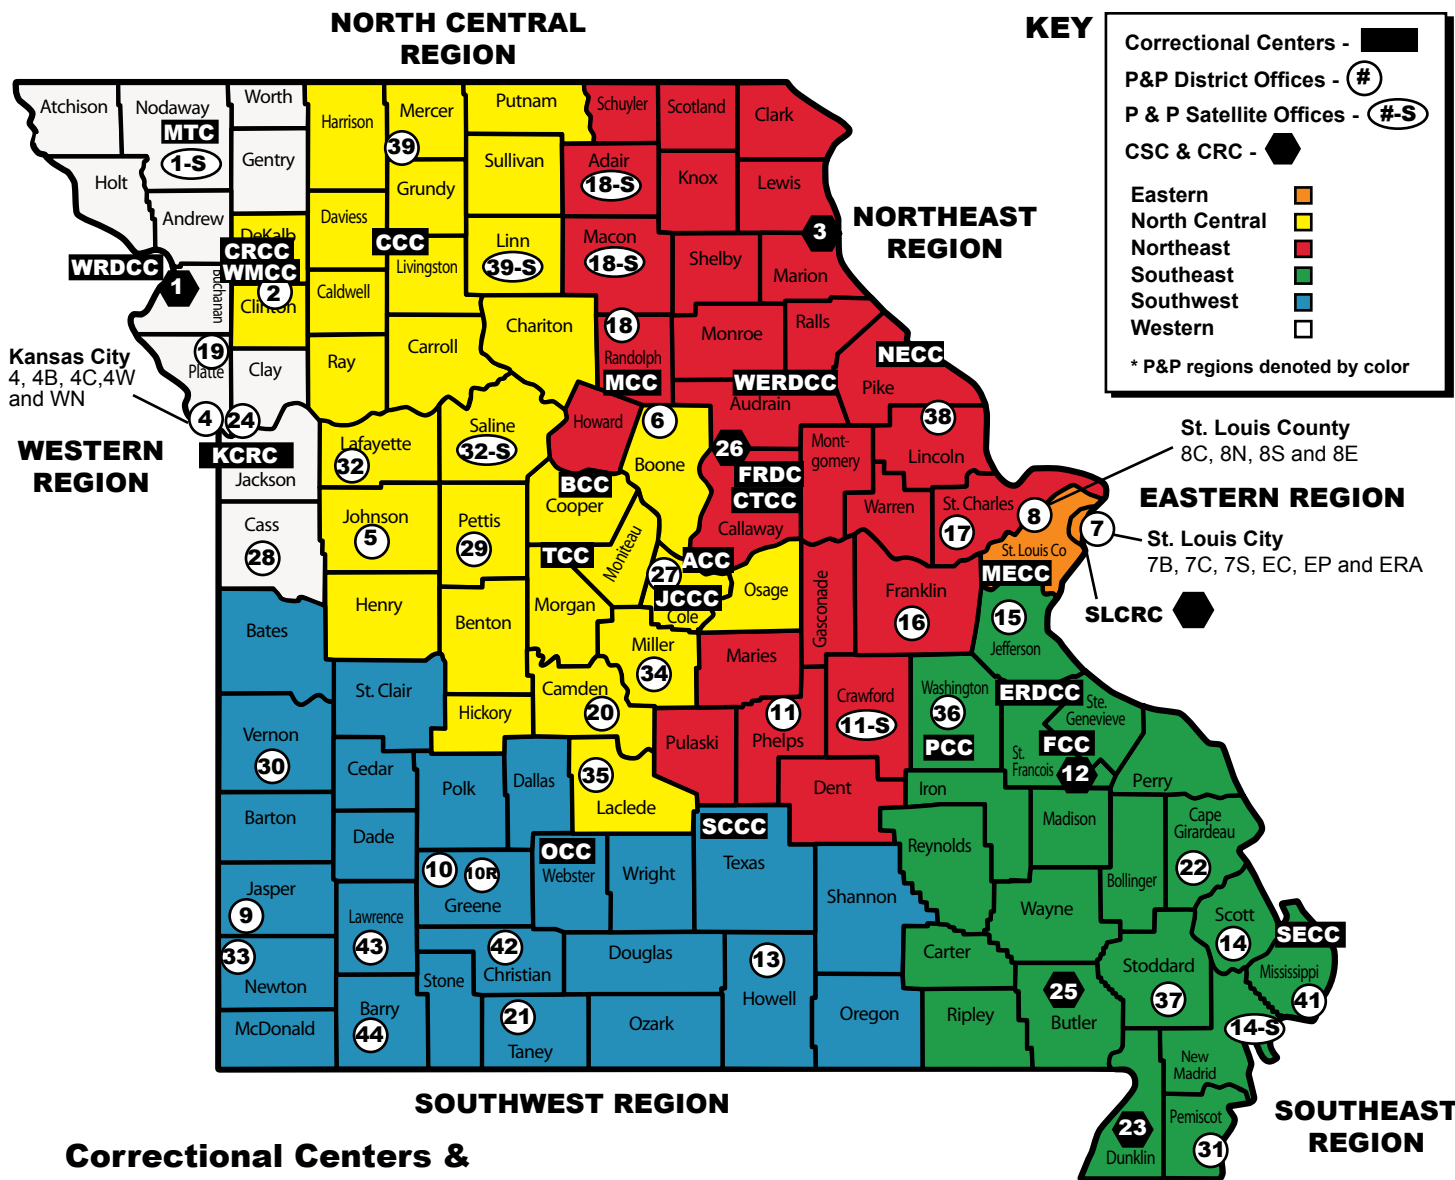 NORTH CENTRAL
REGION
KEY
Correctional Centers -
P&P District Offices - #
P & P Satellite Offices - #-S
CSC & CRC -
Eastern
North Central
Northeast
Southeast
Southwest
Western
* P&P regions denoted by color
Atchison
Nodaway
MTC
1-S
Worth
Harrison
Mercer
39
Putnam
Schuyler
Scotland
Clark
Holt
Gentry
Grundy
Sullivan
Adair
18-S
Knox
Lewis
Andrew
DeKalb
CRCC
WMCC
2
Clinton
Daviess
CCC
Livingston
Linn
39-S
Macon
18-S
Shelby
3
Marion
NORTHEAST
REGION
WRDCC
1
Buchanan
Caldwell
Chariton
18
Randolph
MCC
Monroe
Ralls
Kansas City
4, 4B, 4C,4W
and WN
19
Platte
Clay
Ray
Carroll
WERDCC
Audrain
NECC
Pike
4
24
KCRC
Jackson
WESTERN
REGION
Lafayette
32
Saline
32-S
Howard
6
Boone
26
FRDC
CTCC
Callaway
Mont-
gomery
38
Lincoln
St. Louis County
8C, 8N, 8S and 8E
EASTERN REGION
Cass
28
Johnson
5
Pettis
29
BCC
Cooper
Moniteau
TCC
27
ACC
JCCC
Cole
Osage
Warren
St. Charles
17
8
St. Louis Co
MECC
7
St. Louis City
7B, 7C, 7S, EC, EP and ERA
SLCRC
Bates
Henry
Benton
Morgan
Miller
34
Maries
Gasconade
Franklin
16
15
Jefferson
St. Clair
Hickory
Camden
20
Pulaski
11
Phelps
Crawford
11-S
Washington
36
PCC
ERDCC
Ste.
Genevieve
FCC
St.
Francois
12
Vernon
30
Cedar
Polk
Dallas
35
Laclede
Dent
Iron
Perry
Barton
Dade
SCCC
Texas
Reynolds
Madison
Cape
Girardeau
22
Jasper
9
10
10R
Greene
OCC
Webster
Wright
Shannon
Bollinger
Lawrence
43
42
Christian
Douglas
13
Howell
Wayne
Scott
14
SECC
33
Newton
Stone
Carter
Stoddard
37
Mississippi
41
14-S
McDonald
Barry
44
21
Taney
Ozark
Oregon
Ripley
25
Butler
New
Madrid
SOUTHWEST REGION
23
Dunklin
Pemiscot
31
SOUTHEAST
REGION
Correctional Centers &